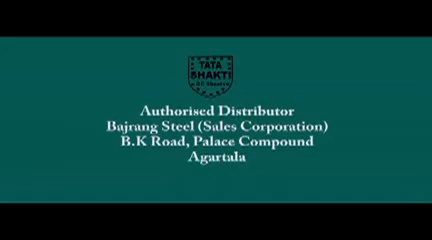 TATA
SHAKTI
Authorised Distributor
Bajrang Steel (Sales Corporation)
B.K Road, Palace Compound
Agartala